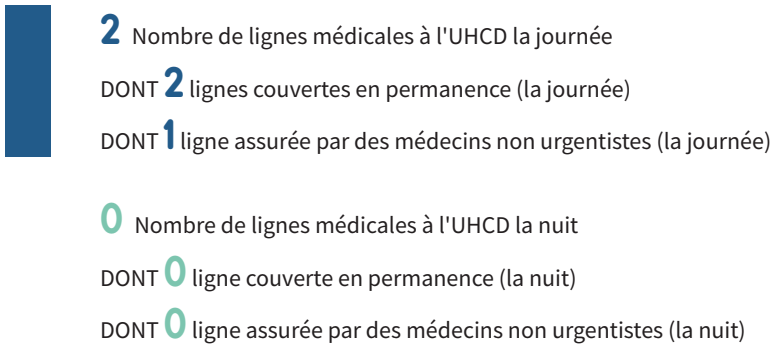 2 Nombre de lignes médicales à l'UHCD la journée
DONT 2 lignes couvertes en permanence (la journée)
DONT 1 ligne assurée par des médecins non urgentistes (la journée)
0 Nombre de lignes médicales à l'UHCD la nuit
DONT 0 ligne couverte en permanence (la nuit)
DONT 0 ligne assurée par des médecins non urgentistes (la nuit)